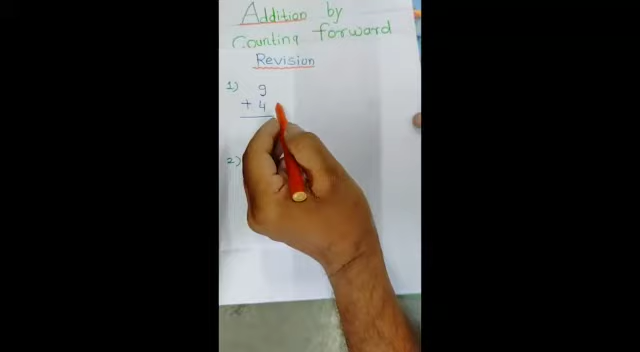 Addition by
Counting forward
Revision
1) 9
+ 4
2)